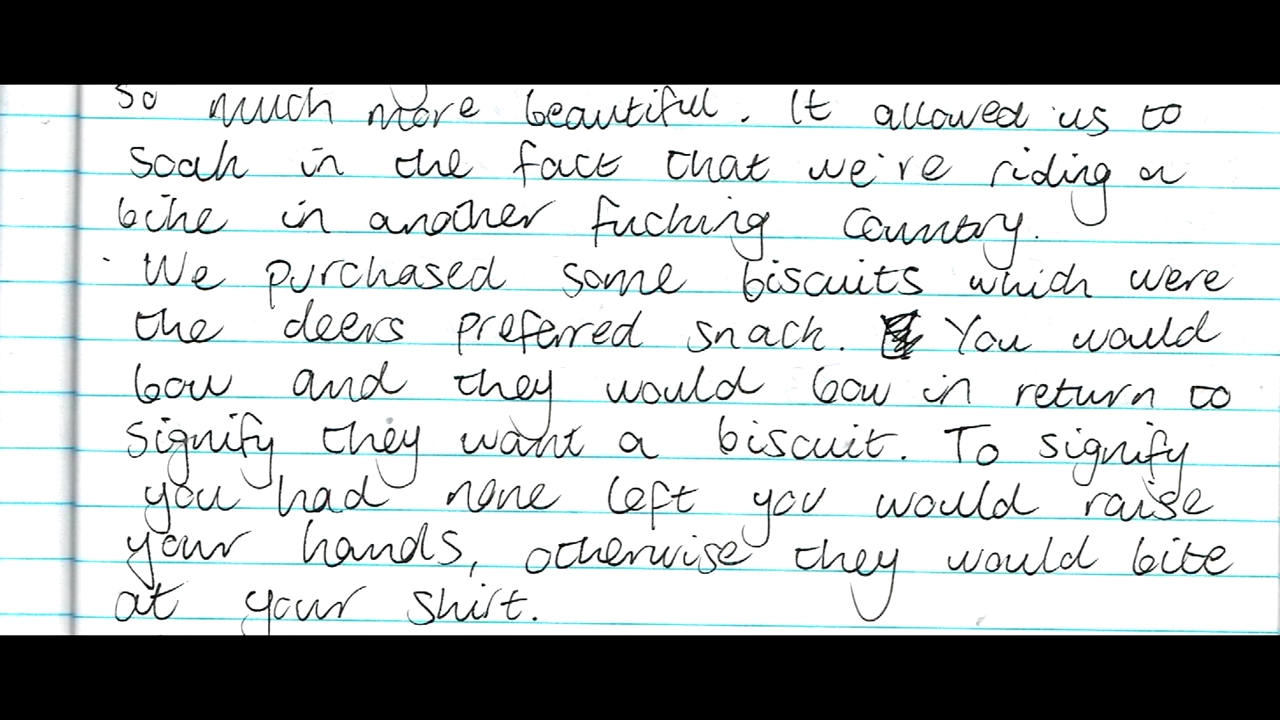 so much more beautiful. It allowed us to
soak in the fact that we're riding a
bike in another fucking country.
We purchased some biscuits which were
the deers preferred snack. You would
bow and they would bow in return to
signify they want a biscuit. To signify
you had none left you would raise
your hands, otherwise they would bite
at your shirt.